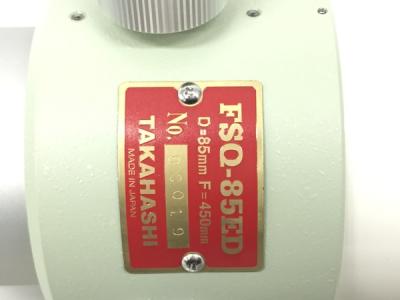 FSQ-85ED
D=85mm F=450mm
No.
TAKAHASHI
MADE IN JAPAN